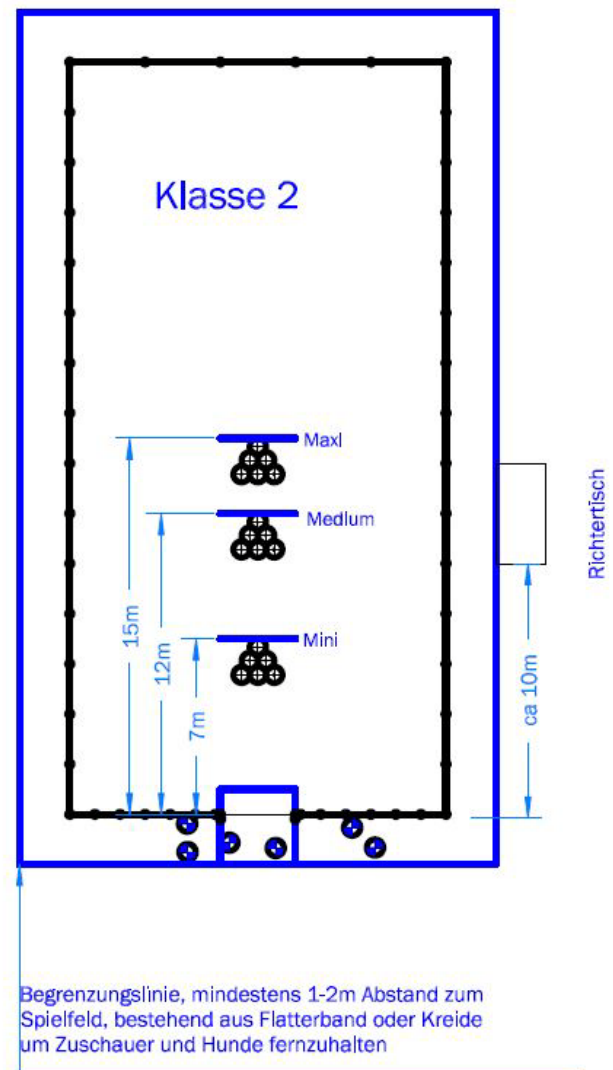 Klasse 2
MaxI
MedIum
Mini
15m
12m
7m
Richtertisch
ca 10m
Begrenzungslinie, mindestens 1-2m Abstand zum
Spielfeld, bestehend aus Flatterband oder Kreide
um Zuschauer und Hunde fernzuhalten